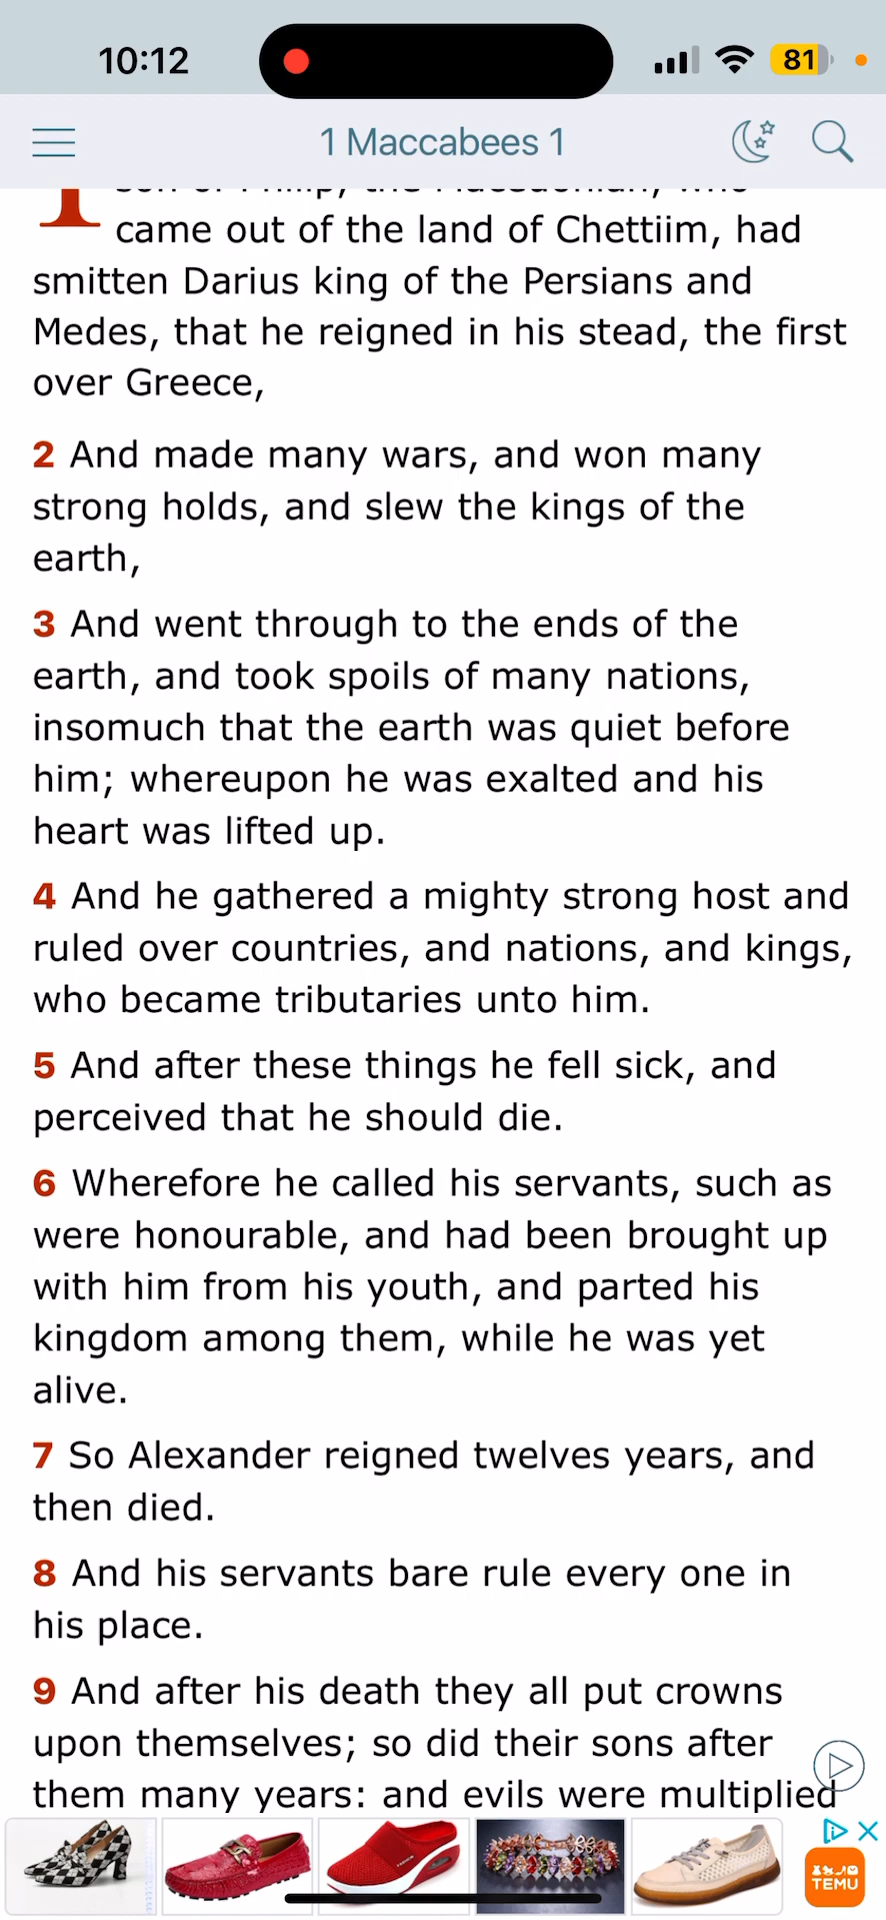 10:12
81
1 Maccabees 1
son of Philip, the Macedonian, who
came out of the land of Chettiim, had
smitten Darius king of the Persians and
Medes, that he reigned in his stead, the first
over Greece,
2 And made many wars, and won many
strong holds, and slew the kings of the
earth,
3 And went through to the ends of the
earth, and took spoils of many nations,
insomuch that the earth was quiet before
him; whereupon he was exalted and his
heart was lifted up.
4 And he gathered a mighty strong host and
ruled over countries, and nations, and kings,
who became tributaries unto him.
5 And after these things he fell sick, and
perceived that he should die.
6 Wherefore he called his servants, such as
were honourable, and had been brought up
with him from his youth, and parted his
kingdom among them, while he was yet
alive.
7 So Alexander reigned twelves years, and
then died.
8 And his servants bare rule every one in
his place.
9 And after his death they all put crowns
upon themselves; so did their sons after
them many years: and evils were multiplied
TEMU